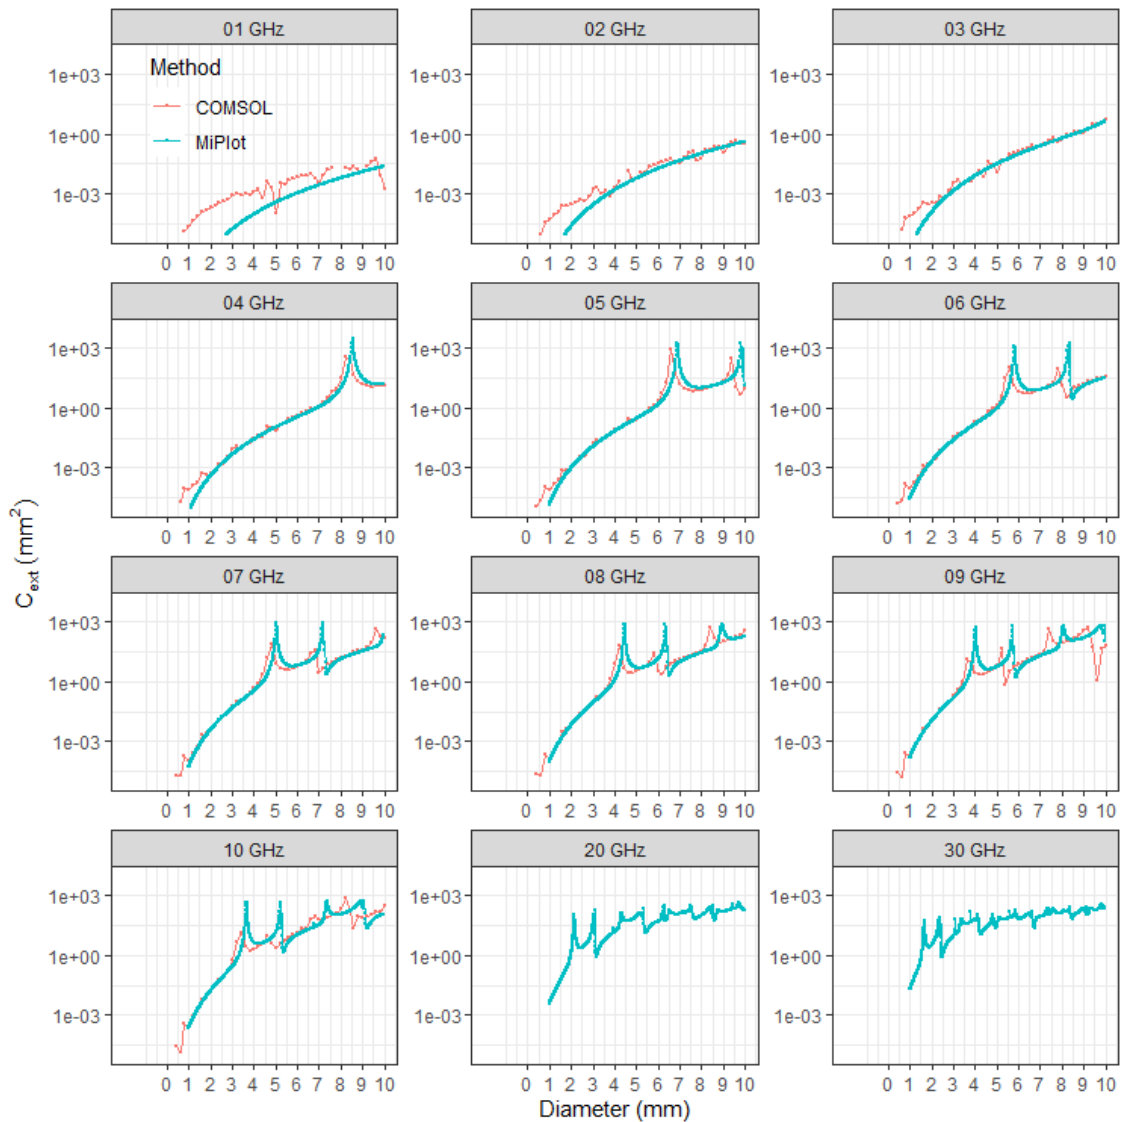 01 GHz 02 GHz 03 GHz
Method
COMSOL
MiPlot
1e+03 1e+03 1e+03
1e+00 1e+00 1e+00
1e-03 1e-03 1e-03
0 1 2 3 4 5 6 7 8 9 10 0 1 2 3 4 5 6 7 8 9 10 0 1 2 3 4 5 6 7 8 9 10
04 GHz 05 GHz 06 GHz
1e+03 1e+03 1e+03
1e+00 1e+00 1e+00
1e-03 1e-03 1e-03
0 1 2 3 4 5 6 7 8 9 10 0 1 2 3 4 5 6 7 8 9 10 0 1 2 3 4 5 6 7 8 9 10
C_ext (mm²)
07 GHz 08 GHz 09 GHz
1e+03 1e+03 1e+03
1e+00 1e+00 1e+00
1e-03 1e-03 1e-03
0 1 2 3 4 5 6 7 8 9 10 0 1 2 3 4 5 6 7 8 9 10 0 1 2 3 4 5 6 7 8 9 10
10 GHz 20 GHz 30 GHz
1e+03 1e+03 1e+03
1e+00 1e+00 1e+00
1e-03 1e-03 1e-03
0 1 2 3 4 5 6 7 8 9 10 0 1 2 3 4 5 6 7 8 9 10 0 1 2 3 4 5 6 7 8 9 10
Diameter (mm)